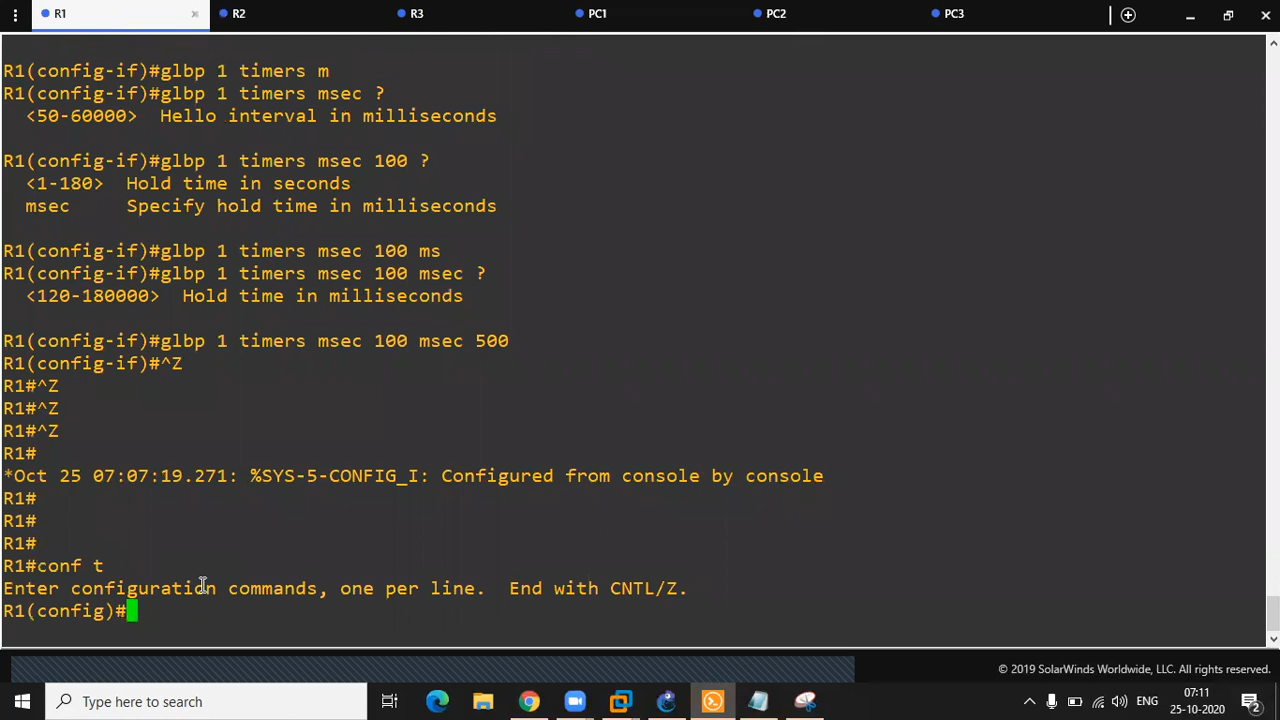 R1
R2
R3
PC1
PC2
PC3
R1(config-if)#glbp 1 timers m
R1(config-if)#glbp 1 timers msec ?
<50-60000>  Hello interval in milliseconds
R1(config-if)#glbp 1 timers msec 100 ?
<1-180>  Hold time in seconds
msec     Specify hold time in milliseconds
R1(config-if)#glbp 1 timers msec 100 ms
R1(config-if)#glbp 1 timers msec 100 msec ?
<120-180000>  Hold time in milliseconds
R1(config-if)#glbp 1 timers msec 100 msec 500
R1(config-if)#^Z
R1#^Z
R1#^Z
R1#^Z
R1#
*Oct 25 07:07:19.271: %SYS-5-CONFIG_I: Configured from console by console
R1#
R1#
R1#
R1#conf t
Enter configuration commands, one per line.  End with CNTL/Z.
R1(config)#
© 2019 SolarWinds Worldwide, LLC. All rights reserved.
Type here to search
ENG
07:11
25-10-2020
2